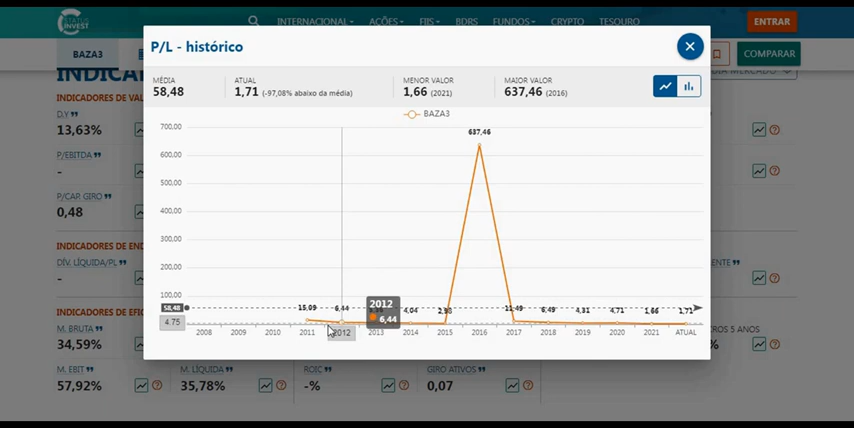 STATUS INVEST
INTERNACIONAL AÇÕES FIIS BDRS FUNDOS CRYPTO TESOURO ENTRAR
BAZA3 COMPARAR
P/L - histórico
MÉDIA ATUAL MENOR VALOR MAIOR VALOR
58,48 1,71 (-97,08% abaixo da média) 1,66 (2021) 637,46 (2016)
BAZA3
700,00
600,00
500,00
400,00
300,00
200,00
100,00
637,46
58,48
15,09 6,44 4,04 2,98 11,49 6,49 4,31 4,71 1,66 1,71
2012
6,44
4.75
2008 2009 2010 2011 2012 2013 2014 2015 2016 2017 2018 2019 2020 2021 ATUAL
INDICADORES DE VAL
D.Y
13,63%
P/EBITDA
-
P/CAP. GIRO
0,48
INDICADORES DE END
DÍV. LÍQUIDA/PL
-
INDICADORES DE EFIC
M. BRUTA
34,59%
ENTE
CROS 5 ANOS
%
M. EBIT M. LÍQUIDA ROIC GIRO ATIVOS
57,92% 35,78% -% 0,07